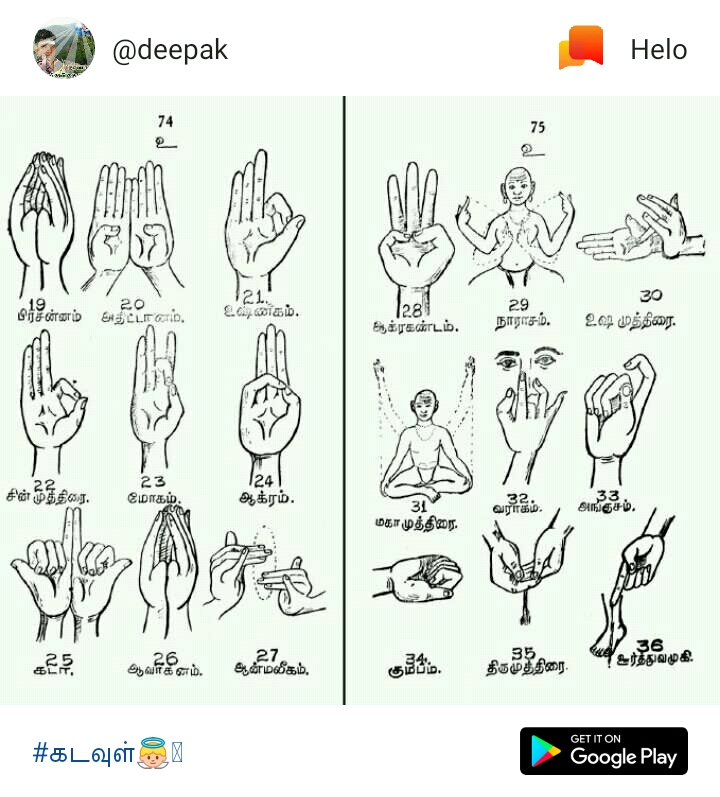 @deepak
Helo
74
உ
19
பிரசன்னம்
20
அதிட்டானம்.
21.
உஷ்ணீகம்.
22
சின் முத்திரை.
23
மோகம்.
24
ஆக்ரம்.
25
கடா.
26
ஆவாகனம்.
27
ஆன்மலிகம்.
75
உ
28
ஆக்ரகண்டம்.
29
நாராசம்.
30
உஷ முத்திரை.
31
மகா முத்திரை.
32.
வராகம்.
33.
அங்குசம்.
34.
கும்பம்.
35
திருமுத்திரை.
36
ஊர்த்துவமுகி.
#கடவுள்
GET IT ON
Google Play